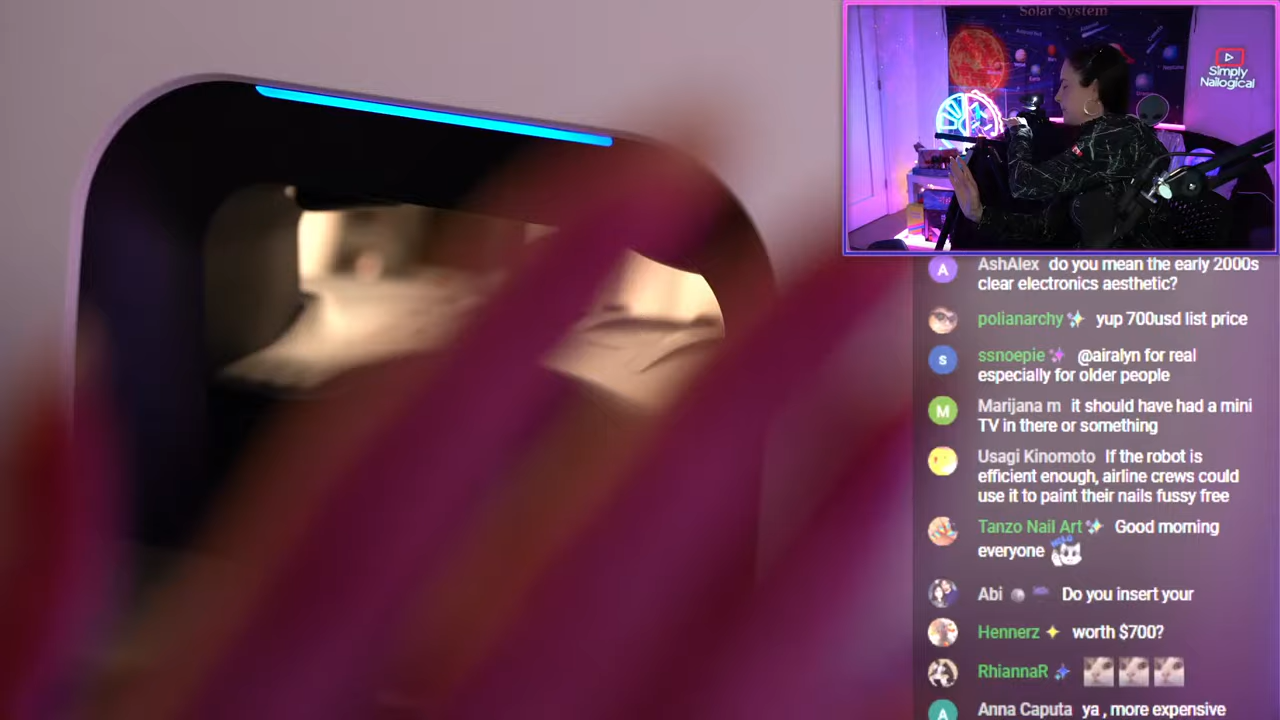 Solar System
Simply
Nailogical
AshAlex do you mean the early 2000s
clear electronics aesthetic?
polianarchy yup 700usd list price
ssnoepie @airalyn for real
especially for older people
Marijana m it should have had a mini
TV in there or something
Usagi Kinomoto If the robot is
efficient enough, airline crews could
use it to paint their nails fussy free
Tanzo Nail Art Good morning
everyone
Abi Do you insert your
Hennerz worth $700?
RhiannaR
Anna Caputa ya , more expensive
A
s
M
A